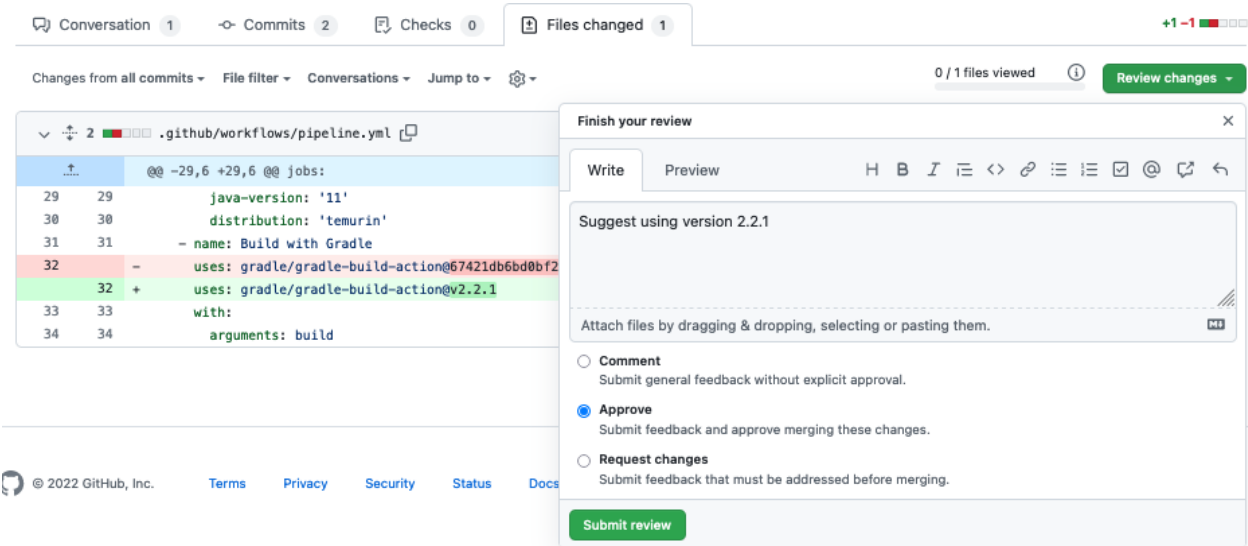 Conversation 1 Commits 2 Checks 0 Files changed 1 +1 −1
Changes from all commits File filter Conversations Jump to 0 / 1 files viewed Review changes
2 .github/workflows/pipeline.yml
@@ -29,6 +29,6 @@ jobs:
29 29 java-version: '11'
30 30 distribution: 'temurin'
31 31 - name: Build with Gradle
32 - uses: gradle/gradle-build-action@67421db6bd0bf2
32 + uses: gradle/gradle-build-action@v2.2.1
33 33 with:
34 34 arguments: build
Finish your review
Write Preview
Suggest using version 2.2.1
Attach files by dragging & dropping, selecting or pasting them.
Comment
Submit general feedback without explicit approval.
Approve
Submit feedback and approve merging these changes.
Request changes
Submit feedback that must be addressed before merging.
Submit review
© 2022 GitHub, Inc. Terms Privacy Security Status Docs